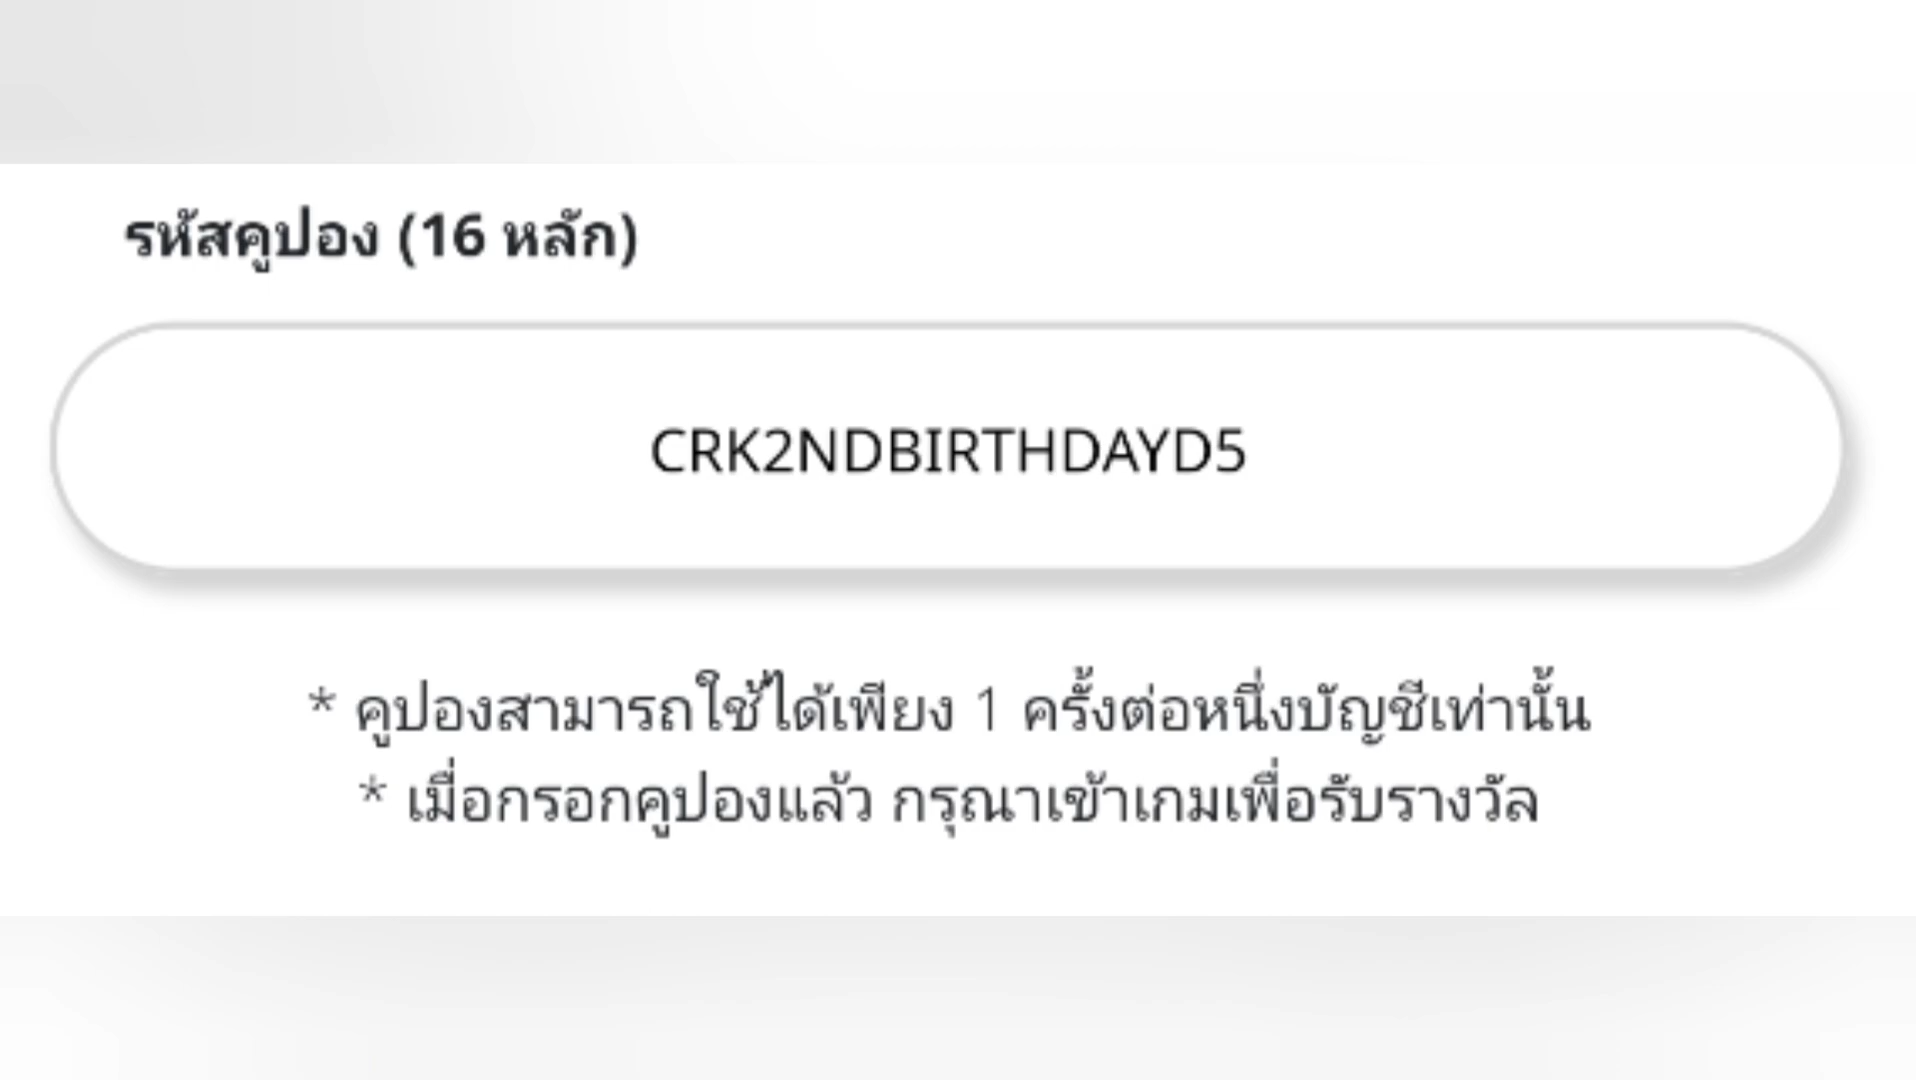 รหัสคูปอง (16 หลัก)
CRK2NDBIRTHDAYD5
* คูปองสามารถใช้ได้เพียง 1 ครั้งต่อหนึ่งบัญชีเท่านั้น
* เมื่อกรอกคูปองแล้ว กรุณาเข้าเกมเพื่อรับรางวัล